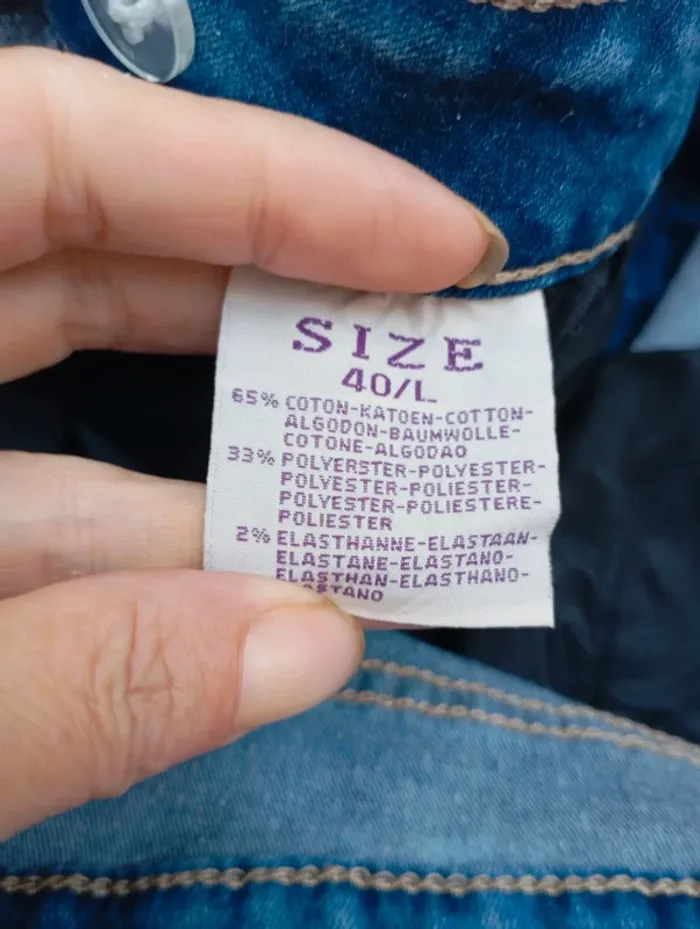 SIZE
40/L
65% COTON-KATOEN-COTTON-
ALGODON-BAUMWOLLE-
COTONE-ALGODAO
33% POLYERSTER-POLYESTER-
POLYESTER-POLIESTER-
POLYESTER-POLIESTERE-
POLIESTER
2% ELASTHANNE-ELASTAAN-
ELASTANE-ELASTANO-
ELASTHAN-ELASTHANO-